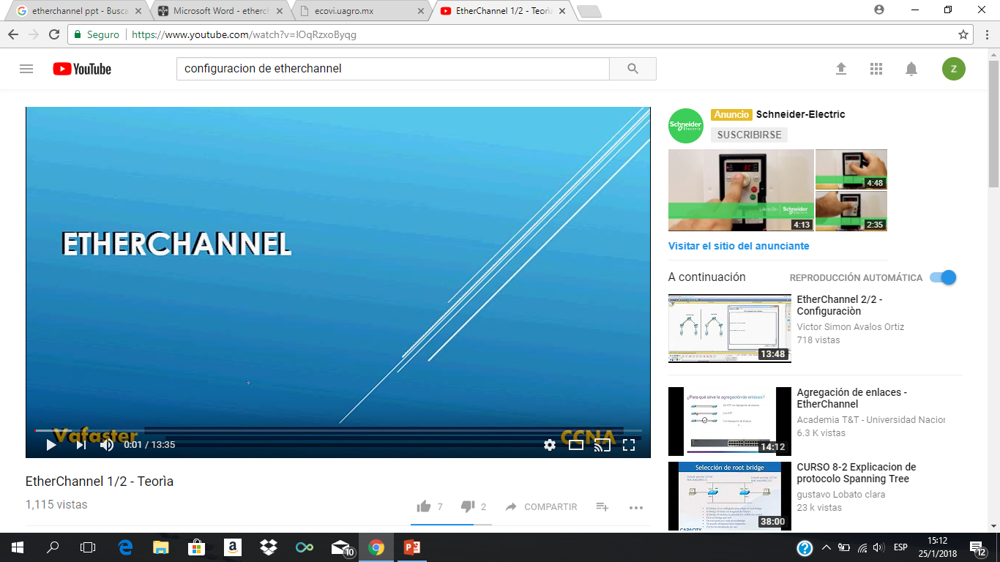 etherchannel ppt - Busca
Microsoft Word - etherch
ecovi.uagro.mx
EtherChannel 1/2 - Teoría
Seguro
https://www.youtube.com/watch?v=IOqRzxoByqg
YouTube
configuracion de etherchannel
Z
ETHERCHANNEL
Vafaster
CCNA
0:01 / 13:35
EtherChannel 1/2 - Teorìa
1,115 vistas
7
2
COMPARTIR
Schneider Electric
Anuncio Schneider-Electric
SUSCRIBIRSE
Life Is On Schneider Electric
4:13
4:48
2:35
Visitar el sitio del anunciante
A continuación
REPRODUCCIÓN AUTOMÁTICA
13:48
EtherChannel 2/2 -
Configuraciòn
Victor Simon Avalos Ortiz
718 vistas
¿Para qué sirve la agregación de enlaces?
14:12
Agregación de enlaces -
EtherChannel
Academia T&T - Universidad Nacior
6.3 K vistas
Selección de root bridge
CAPACITY
38:00
CURSO 8-2 Explicacion de
protocolo Spanning Tree
gustavo Lobato clara
23 k vistas
10
ESP
15:12
25/1/2018
12